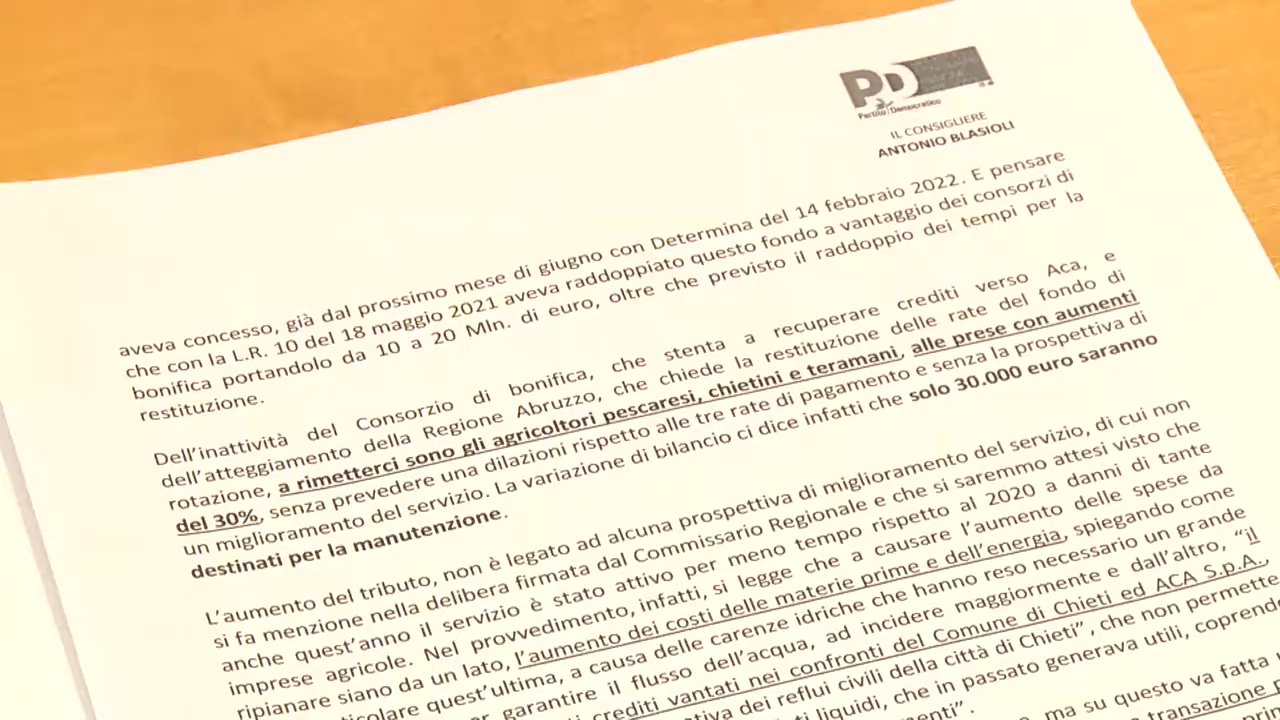 PD
Partito Democratico
IL CONSIGLIERE
ANTONIO BLASIOLI
aveva concesso, già dal prossimo mese di giugno con Determina del 14 febbraio 2022. E pensare
che con la L.R. 10 del 18 maggio 2021 aveva raddoppiato questo fondo a vantaggio dei consorzi di
bonifica portandolo da 10 a 20 Mln. di euro, oltre che previsto il raddoppio dei tempi per la
restituzione.
Dell'inattività del Consorzio di bonifica, che stenta a recuperare crediti verso Aca, e
dell'atteggiamento della Regione Abruzzo, che chiede la restituzione delle rate del fondo di
rotazione, a rimetterci sono gli agricoltori pescaresi, chietini e teramani, alle prese con aumenti
del 30%, senza prevedere una dilazioni rispetto alle tre rate di pagamento e senza la prospettiva di
un miglioramento del servizio. La variazione di bilancio ci dice infatti che solo 30.000 euro saranno
destinati per la manutenzione.
L'aumento del tributo, non è legato ad alcuna prospettiva di miglioramento del servizio, di cui non
si fa menzione nella delibera firmata dal Commissario Regionale e che si saremmo attesi visto che
anche quest'anno il servizio è stato attivo per meno tempo rispetto al 2020 a danni di tante
imprese agricole. Nel provvedimento, infatti, si legge che a causare l'aumento delle spese da
ripianare siano da un lato, l'aumento dei costi delle materie prime e dell'energia, spiegando come
ticolare quest'ultima, a causa delle carenze idriche che hanno reso necessario un grande
garantire il flusso dell'acqua, ad incidere maggiormente e dall'altro, "il
crediti vantati nei confronti del Comune di Chieti ed ACA S.p.A.,
tiva dei reflui civili della città di Chieti", che non permette
ti liquidi, che in passato generava utili, coprend
menti".
ma su questo va fatta
transazione